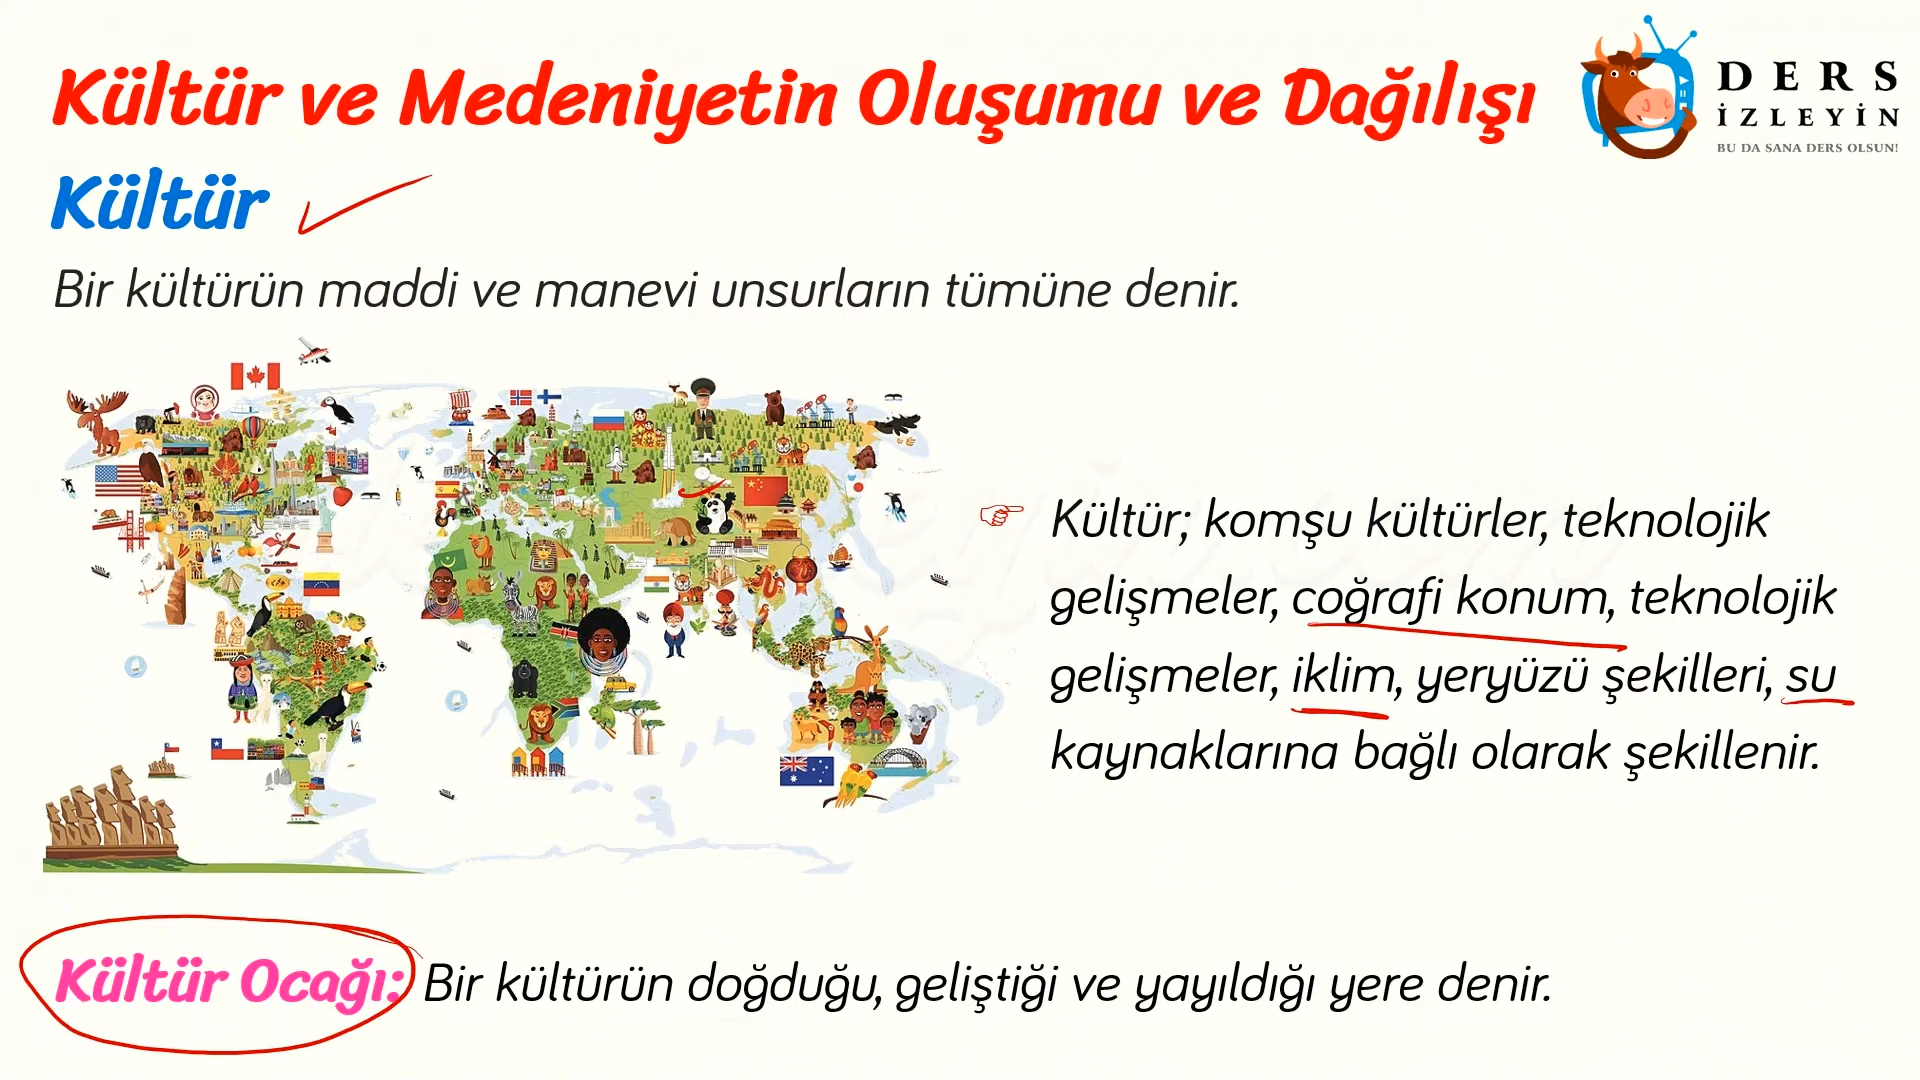 Kültür ve Medeniyetin Oluşumu ve Dağılışı
DERS
İZLEYİN
BU DA SANA DERS OLSUN!
Kültür
Bir kültürün maddi ve manevi unsurların tümüne denir.
Kültür; komşu kültürler, teknolojik
gelişmeler, coğrafi konum, teknolojik
gelişmeler, iklim, yeryüzü şekilleri, su
kaynaklarına bağlı olarak şekillenir.
Kültür Ocağı: Bir kültürün doğduğu, geliştiği ve yayıldığı yere denir.